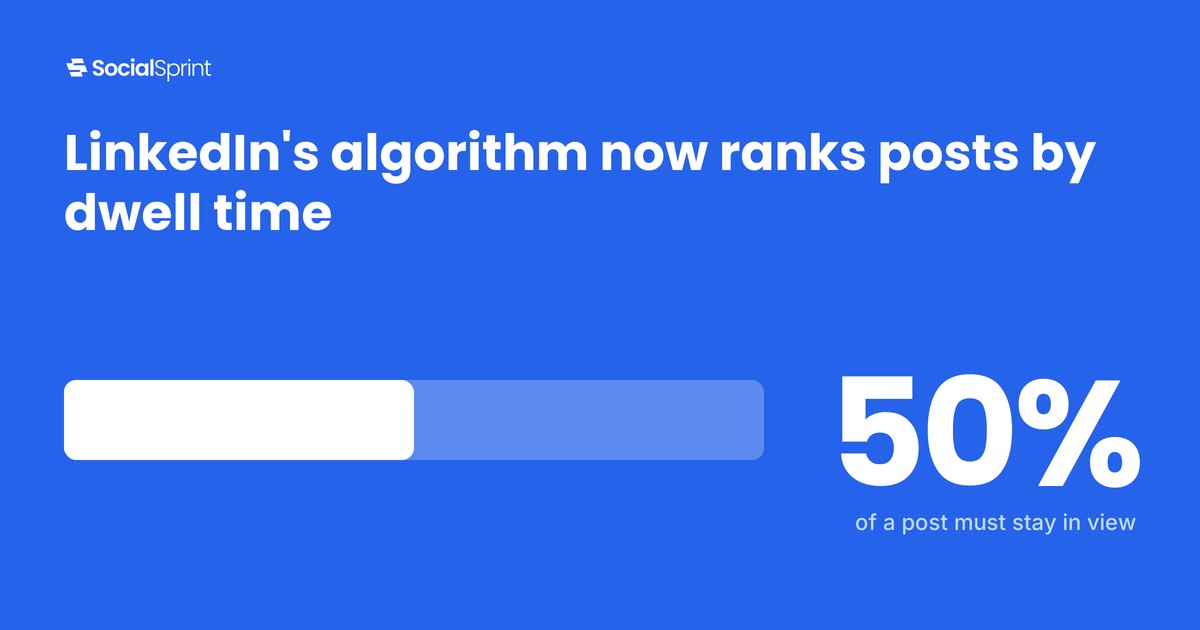 SocialSprint
LinkedIn's algorithm now ranks posts by
dwell time
50%
of a post must stay in view